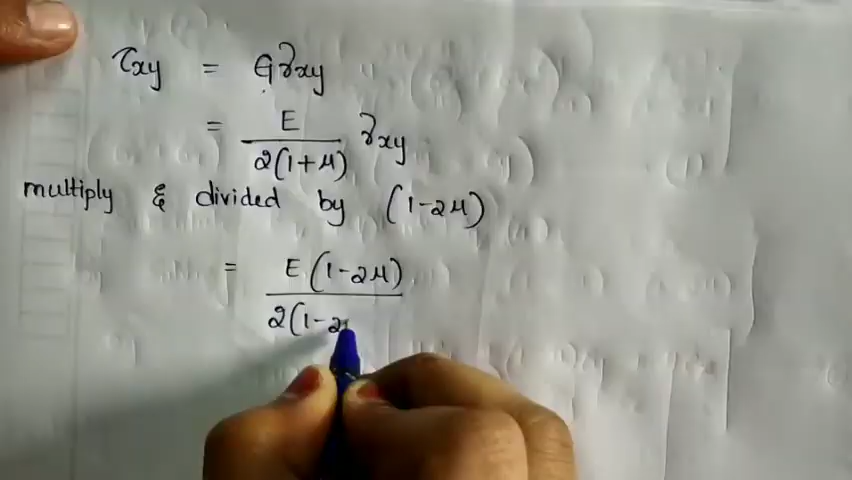 τxy = Gγxy
= E / 2(1+μ) γxy
multiply & divided by (1-2μ)
= E (1-2μ) / 2(1-2